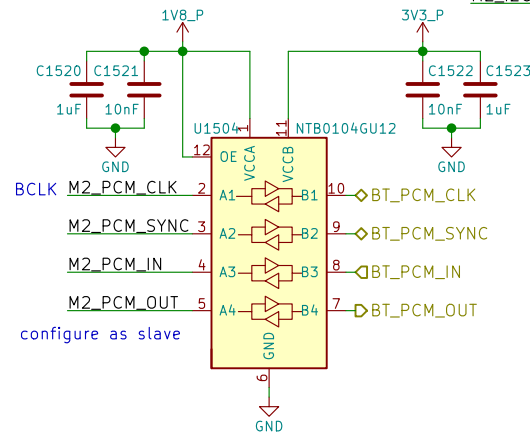 1V8_P
3V3_P
C1520
C1521
1uF
10nF
GND
C1522
C1523
10nF
1uF
GND
U1504
NTB0104GU12
1
11
VCCA
VCCB
12
OE
BCLK
M2_PCM_CLK
2
A1
B1
10
BT_PCM_CLK
M2_PCM_SYNC
3
A2
B2
9
BT_PCM_SYNC
M2_PCM_IN
4
A3
B3
8
BT_PCM_IN
M2_PCM_OUT
5
A4
B4
7
BT_PCM_OUT
configure as slave
GND
6
GND